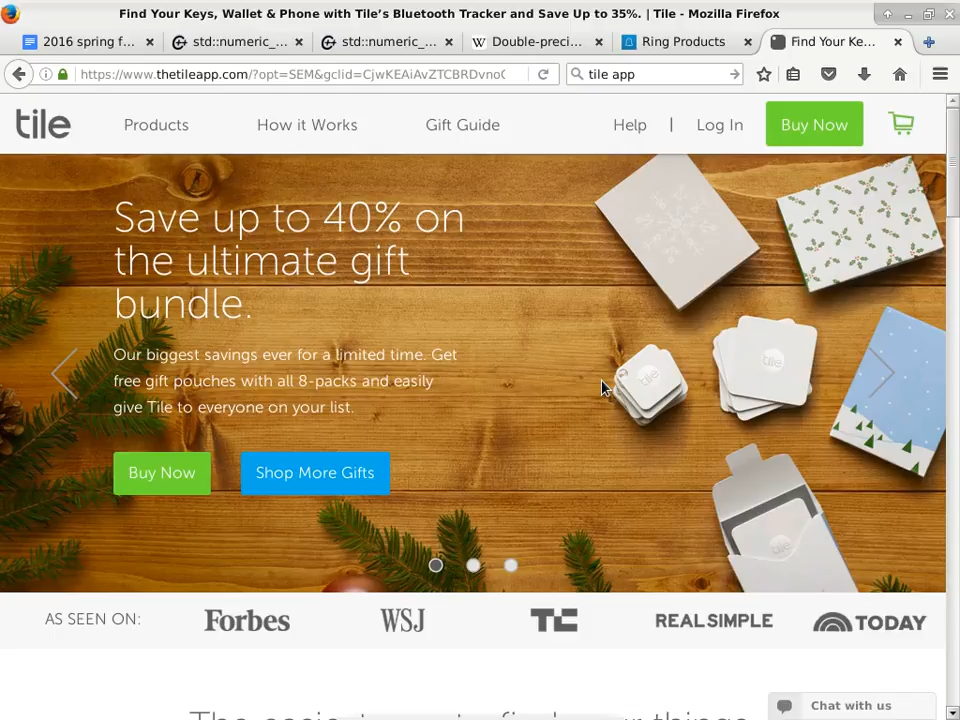 Find Your Keys, Wallet & Phone with Tile's Bluetooth Tracker and Save Up to 35%. | Tile - Mozilla Firefox
2016 spring f... std::numeric_... std::numeric_... Double-preci... Ring Products Find Your Ke...
https://www.thetileapp.com/?opt=SEM&gclid=CjwKEAiAvZTCBRDvno tile app
tile Products How it Works Gift Guide Help | Log In Buy Now
Save up to 40% on
the ultimate gift
bundle.
Our biggest savings ever for a limited time. Get
free gift pouches with all 8-packs and easily
give Tile to everyone on your list.
tile
tile
tile
Buy Now Shop More Gifts
AS SEEN ON: Forbes WSJ TC REAL SIMPLE TODAY
Chat with us